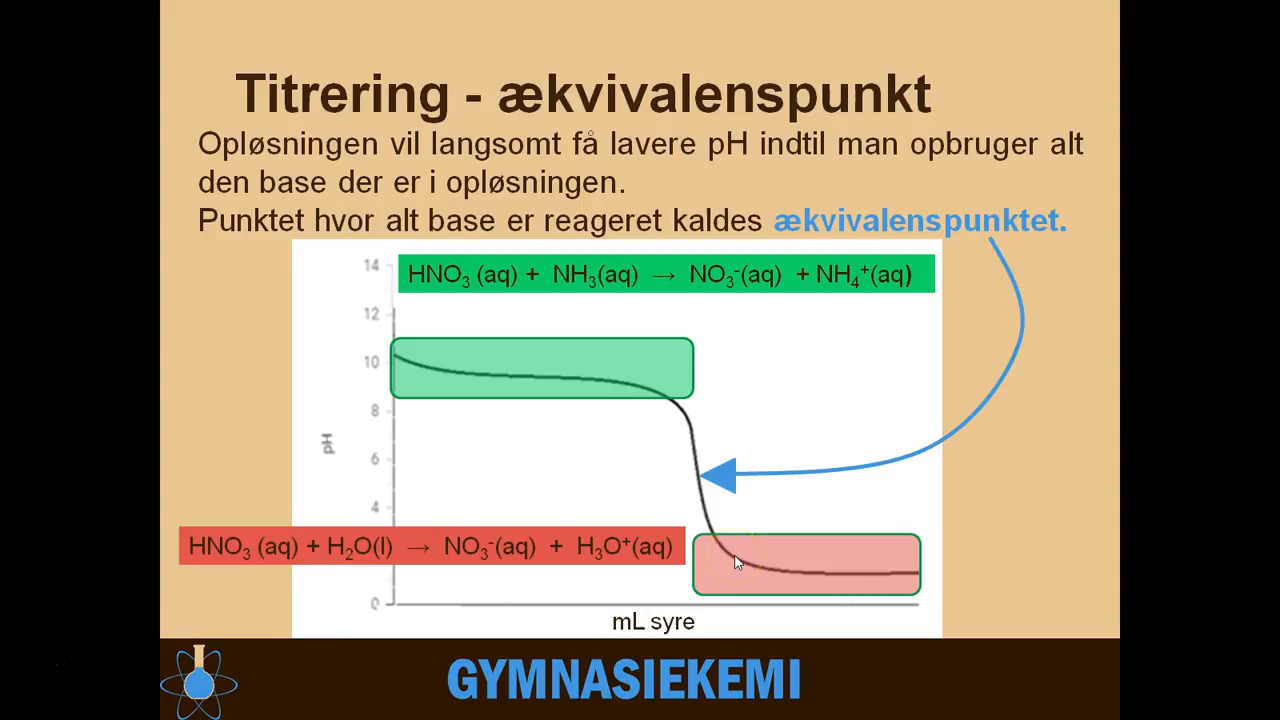 Titrering - ækvivalenspunkt
Opløsningen vil langsomt få lavere pH indtil man opbruger alt
den base der er i opløsningen.
Punktet hvor alt base er reageret kaldes ækvivalenspunktet.
14
HNO₃ (aq) + NH₃(aq) → NO₃⁻(aq) + NH₄⁺(aq)
12
10
8
pH
6
4
HNO₃ (aq) + H₂O(l) → NO₃⁻(aq) + H₃O⁺(aq)
0
mL syre
GYMNASIEKEMI